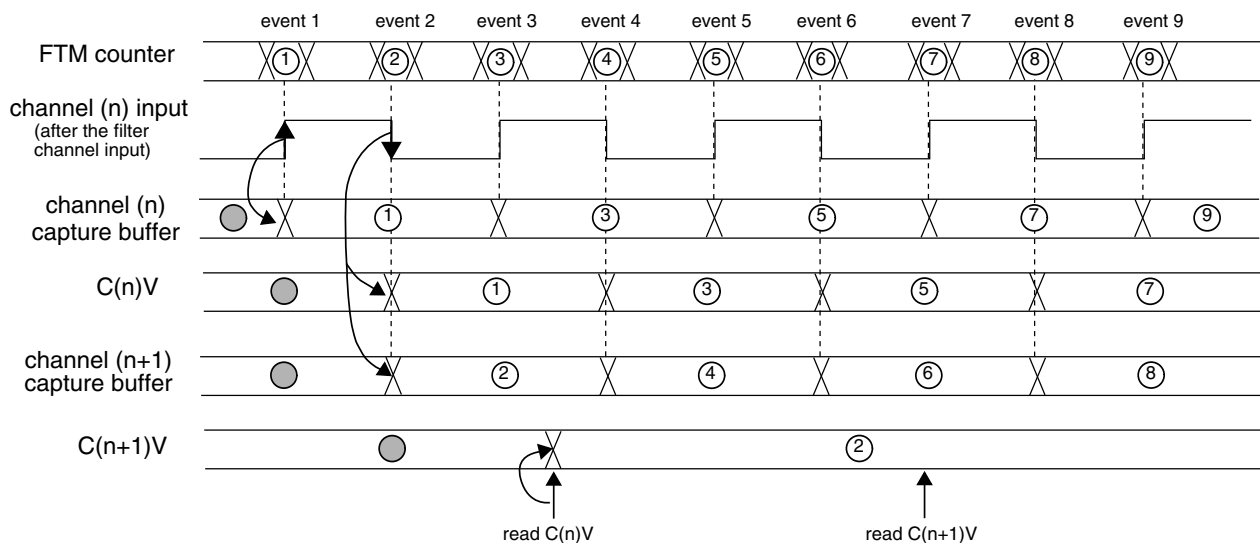 event 1 event 2 event 3 event 4 event 5 event 6 event 7 event 8 event 9
FTM counter 1 2 3 4 5 6 7 8 9
channel (n) input
(after the filter
channel input)
channel (n)
capture buffer 1 3 5 7 9
C(n)V 1 3 5 7
channel (n+1)
capture buffer 2 4 6 8
C(n+1)V 2
read C(n)V read C(n+1)V